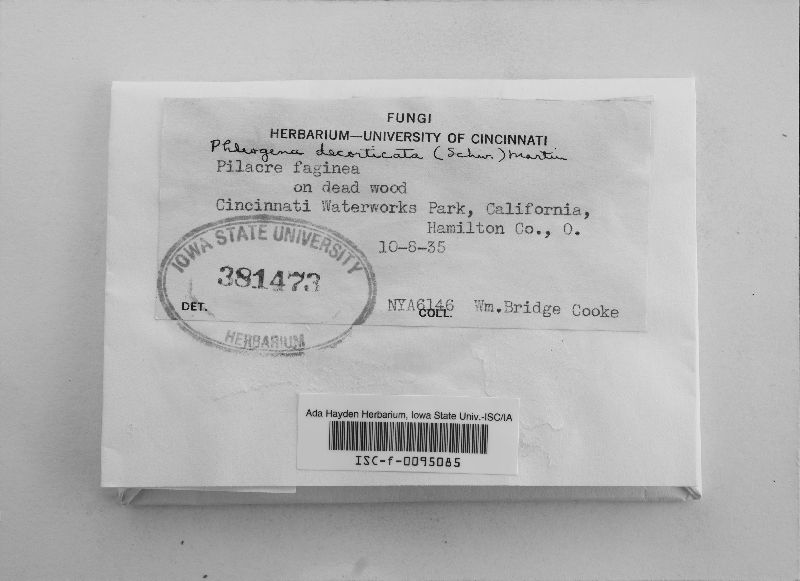 FUNGI
HERBARIUM—UNIVERSITY OF CINCINNATI
Phleogena decorticata (Schw.) Martin
Pilacre faginea
on dead wood
Cincinnati Waterworks Park, California,
Hamilton Co., O.
10-6-35
IOWA STATE UNIVERSITY
381473
HERBARIUM
DET.
NYA6146 Wm.Bridge Cooke
COLL.
Ada Hayden Herbarium, Iowa State Univ.-ISC/IA
ISC-f-0095085